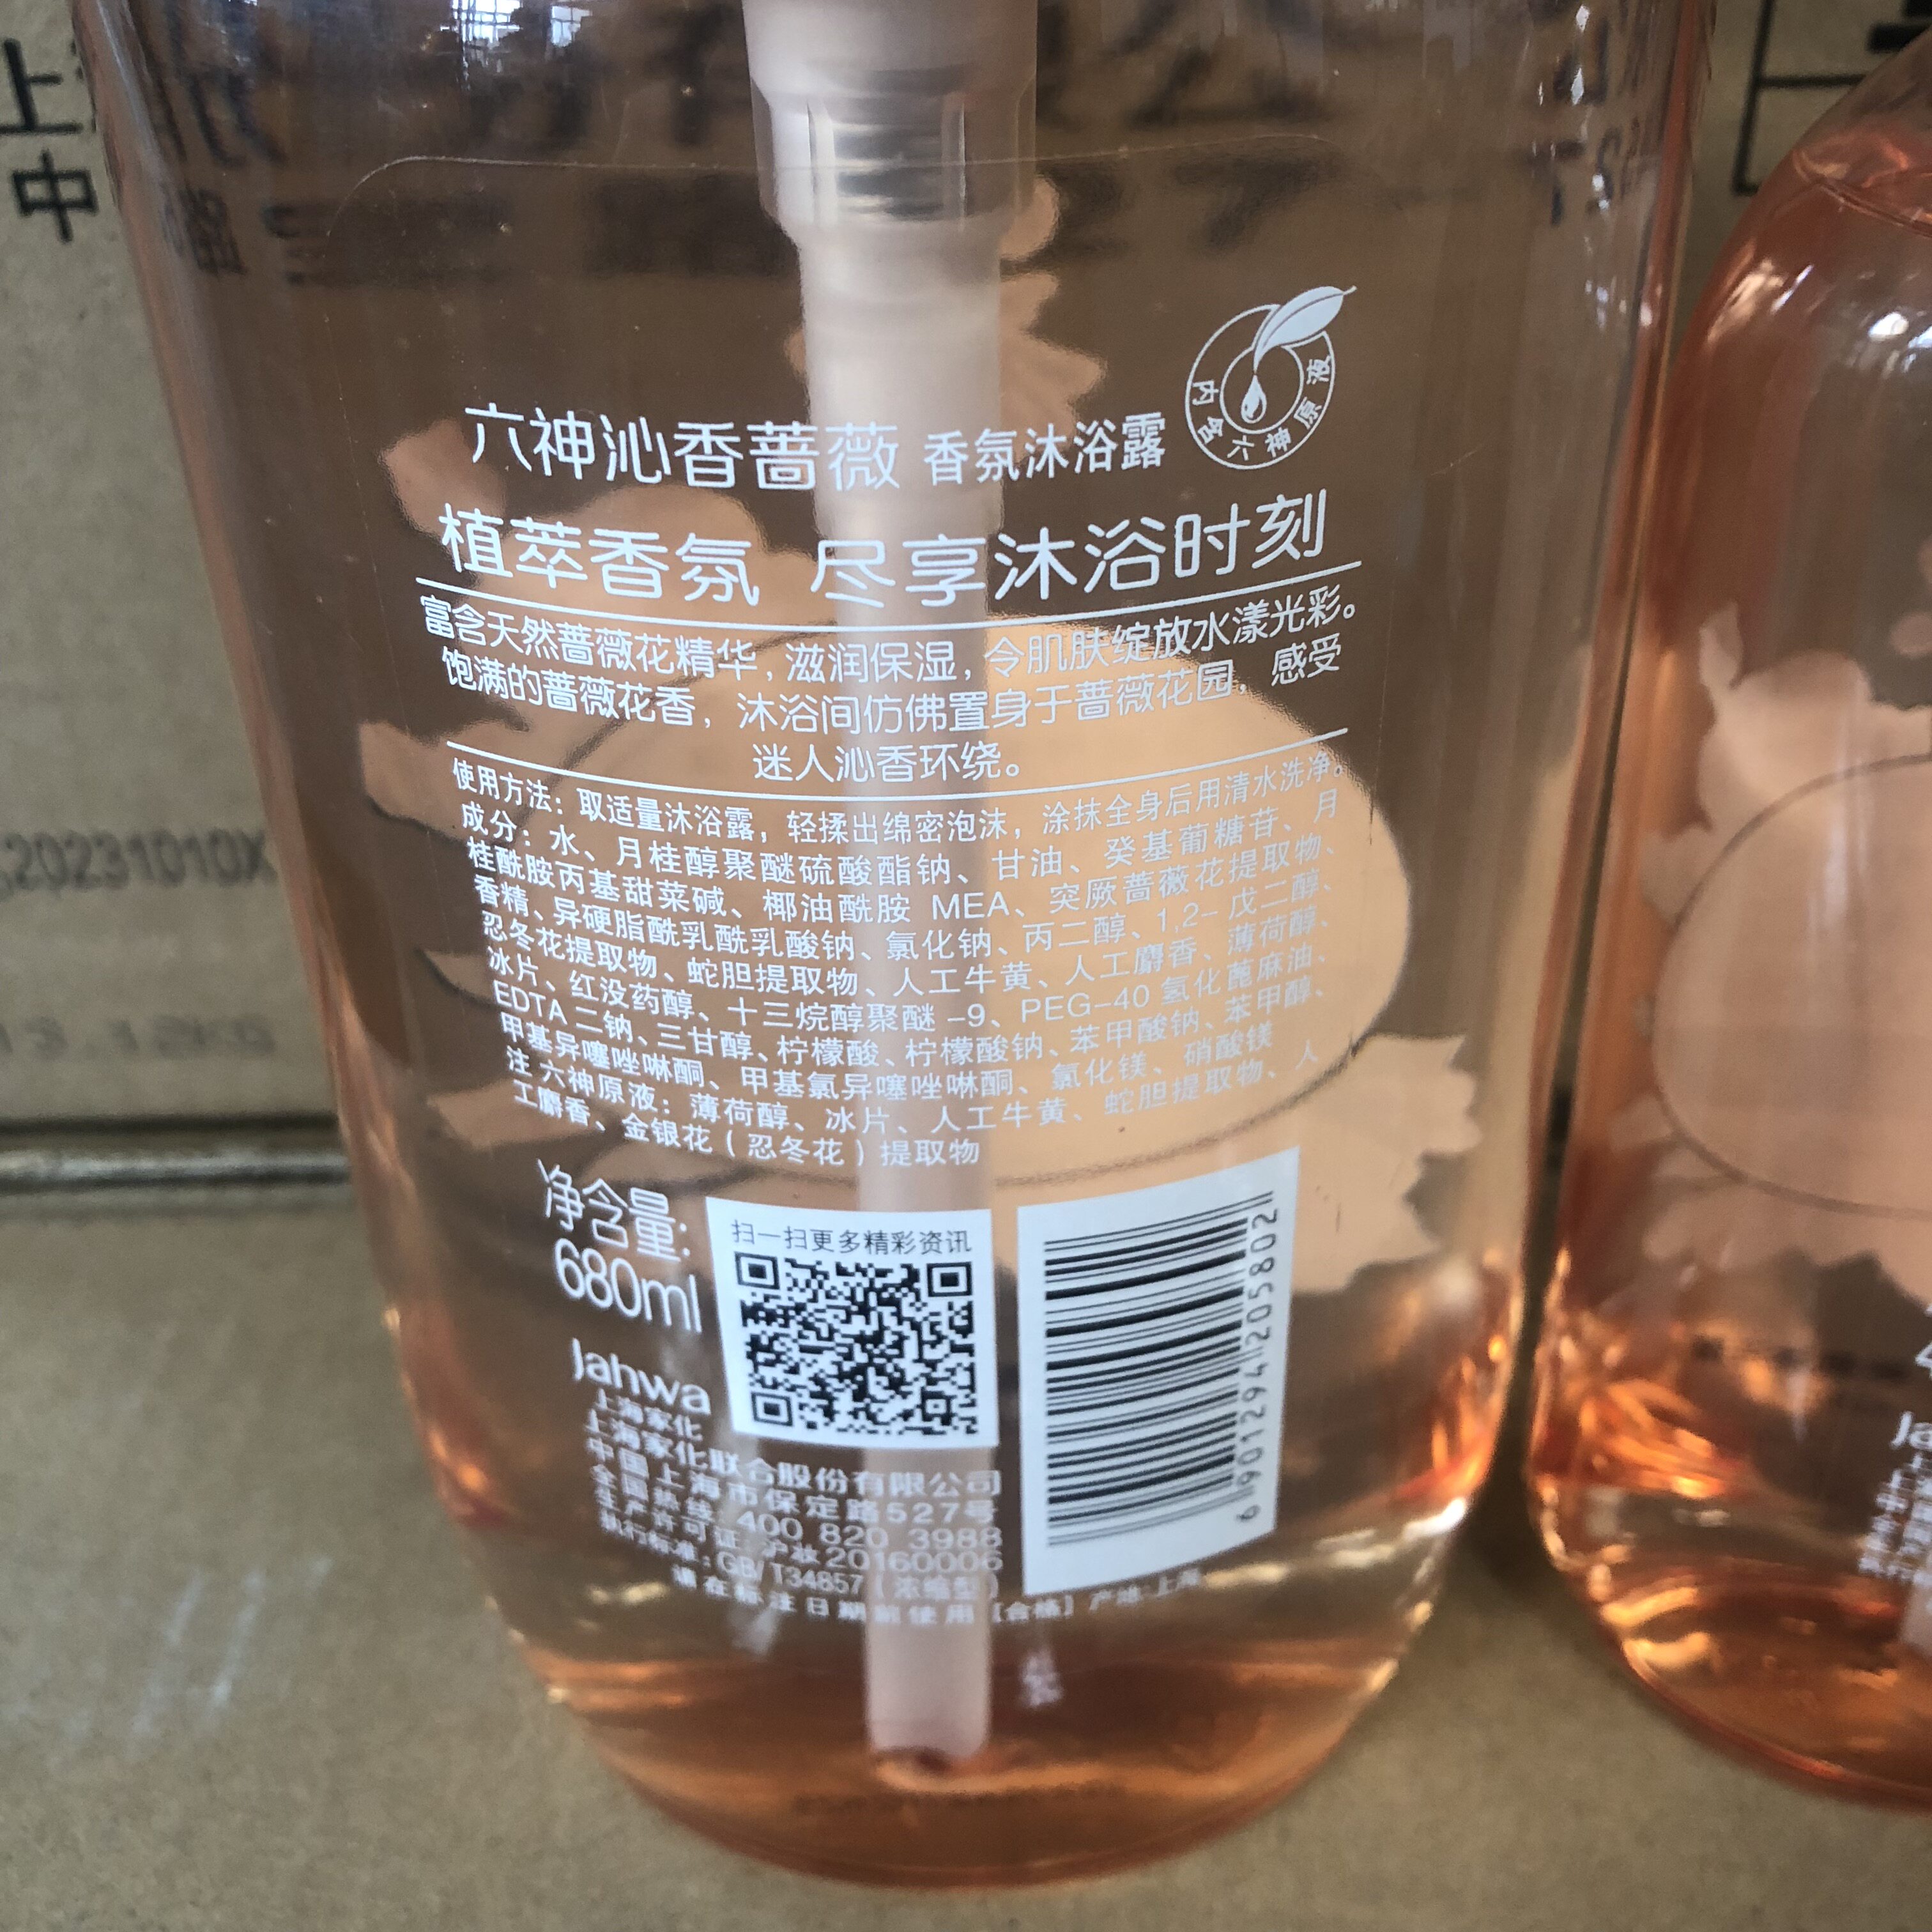 上
中
20231010X
13.12KG
内含六神原液
六神沁香蔷薇 香氛沐浴露
植萃香氛 尽享沐浴时刻
富含天然蔷薇花精华,滋润保湿,令肌肤绽放水漾光彩。
饱满的蔷薇花香，沐浴间仿佛置身于蔷薇花园，感受
迷人沁香环绕。
使用方法：取适量沐浴露，轻揉出绵密泡沫，涂抹全身后用清水洗净。
成分：水、月桂醇聚醚硫酸酯钠、甘油、癸基葡糖苷、月
桂酰胺丙基甜菜碱、椰油酰胺 MEA、突厥蔷薇花提取物、
香精、异硬脂酰乳酰乳酸钠、氯化钠、丙二醇、1,2-戊二醇、
忍冬花提取物、蛇胆提取物、人工牛黄、人工麝香、薄荷醇、
冰片、红没药醇、十三烷醇聚醚-9、PEG-40 氢化蓖麻油、
EDTA 二钠、三甘醇、柠檬酸、柠檬酸钠、苯甲酸钠、苯甲醇、
甲基异噻唑啉酮、甲基氯异噻唑啉酮、氯化镁、硝酸镁
注 六神原液：薄荷醇、冰片、人工牛黄、蛇胆提取物、人
工麝香、金银花（忍冬花）提取物
净含量:
680ml
扫一扫更多精彩资讯
6901294205802
Jahwa
上海家化
上海家化联合股份有限公司
中国上海市保定路527号
全国热线:400 820 3988
生产许可证 沪妆20160006
执行标准:GB/T34857（浓缩型）
请在标注日期前使用 [合格] 产地:上海